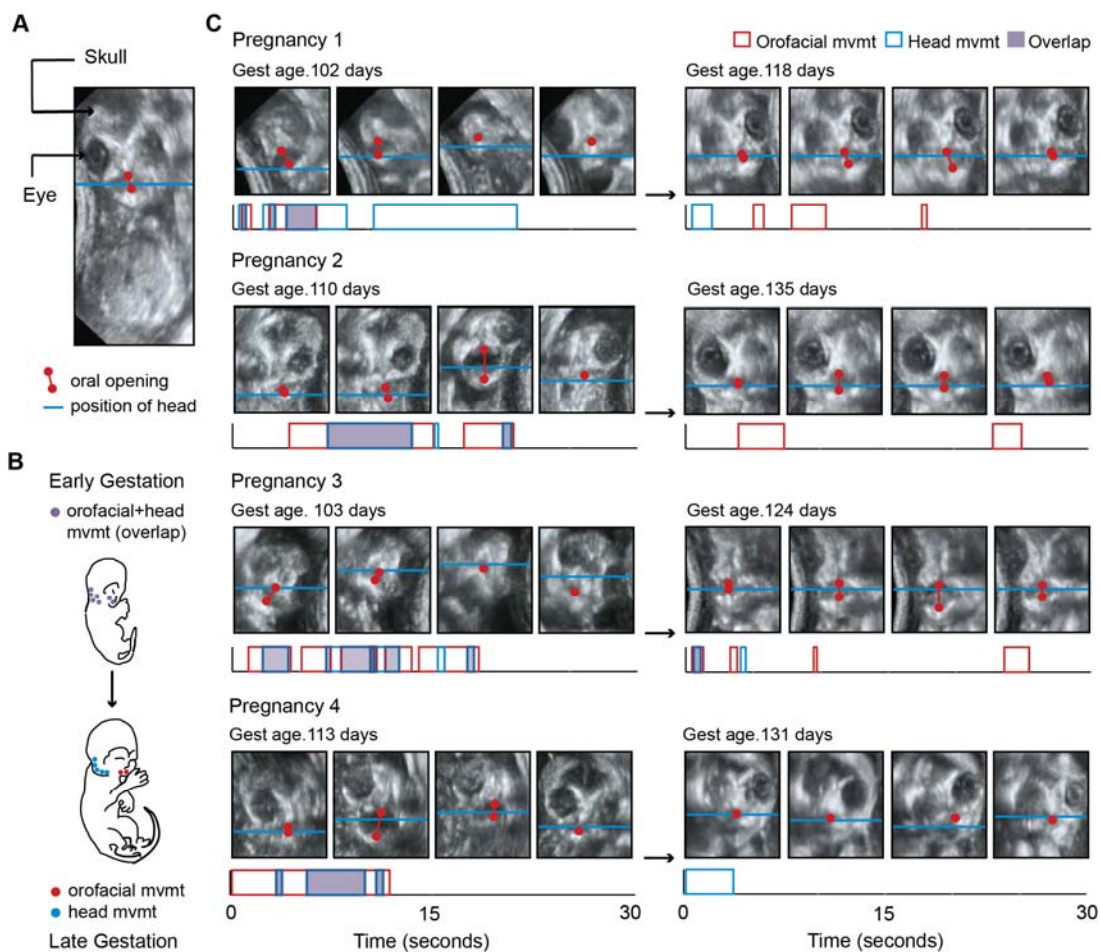 A
Skull
Eye
oral opening
position of head
B
Early Gestation
orofacial+head
mvmt (overlap)
orofacial mvmt
head mvmt
Late Gestation
C
Pregnancy 1
Orofacial mvmt
Head mvmt
Overlap
Gest age.102 days
Gest age.118 days
Pregnancy 2
Gest age.110 days
Gest age.135 days
Pregnancy 3
Gest age. 103 days
Gest age.124 days
Pregnancy 4
Gest age.113 days
Gest age.131 days
0 15 30
0 15 30
Time (seconds)
Time (seconds)